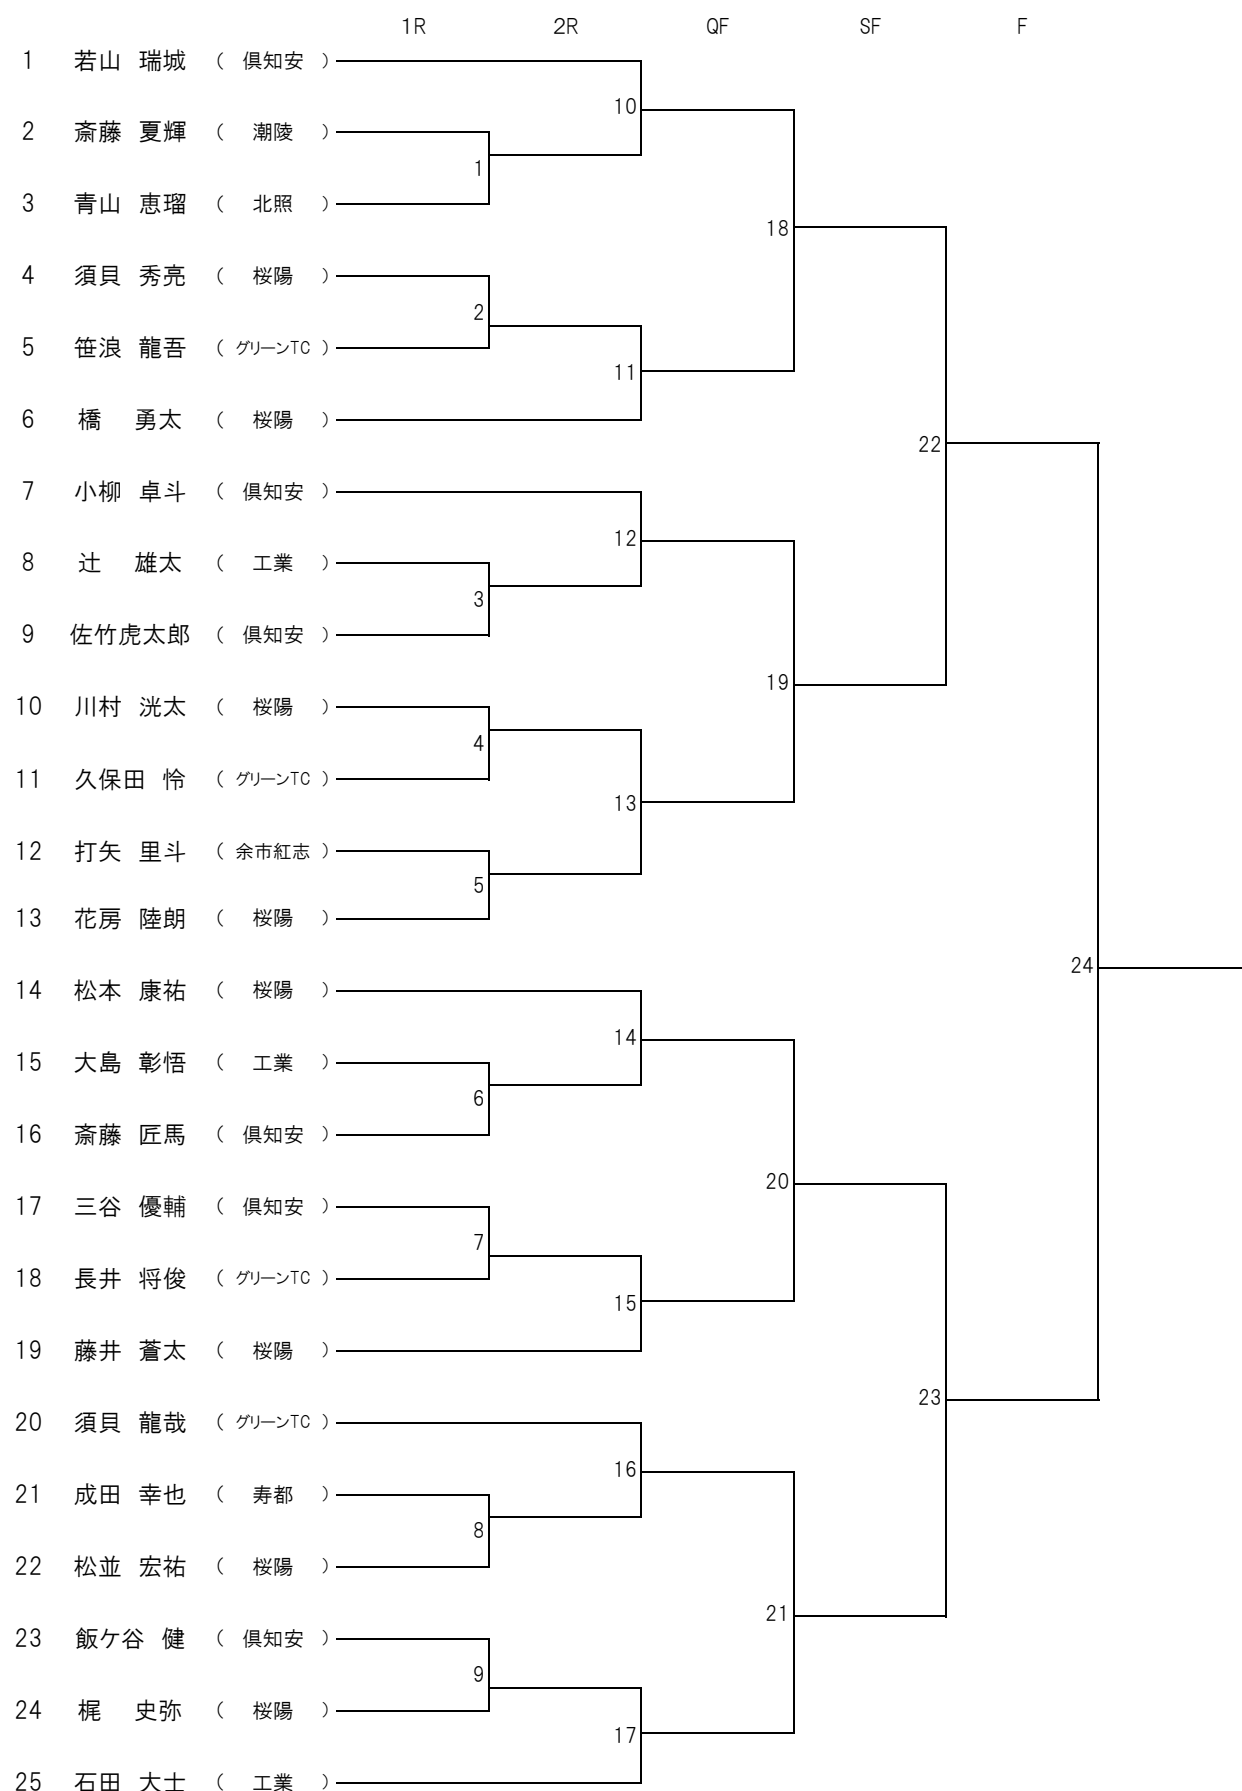 1R 2R QF SF F
1 若山 瑞城 ( 倶知安 )
10
2 斎藤 夏輝 ( 潮陵 )
1
3 青山 恵瑠 ( 北照 )
18
4 須貝 秀亮 ( 桜陽 )
2
5 笹浪 龍吾 ( グリーンTC )
11
6 橋 勇太 ( 桜陽 )
22
7 小柳 卓斗 ( 倶知安 )
12
8 辻 雄太 ( 工業 )
3
9 佐竹虎太郎 ( 倶知安 )
19
10 川村 洸太 ( 桜陽 )
4
11 久保田 怜 ( グリーンTC )
13
12 打矢 里斗 ( 余市紅志 )
5
13 花房 陸朗 ( 桜陽 )
24
14 松本 康祐 ( 桜陽 )
14
15 大島 彰悟 ( 工業 )
6
16 斎藤 匠馬 ( 倶知安 )
20
17 三谷 優輔 ( 倶知安 )
7
18 長井 将俊 ( グリーンTC )
15
19 藤井 蒼太 ( 桜陽 )
23
20 須貝 龍哉 ( グリーンTC )
16
21 成田 幸也 ( 寿都 )
8
22 松並 宏祐 ( 桜陽 )
21
23 飯ケ谷 健 ( 倶知安 )
9
24 梶 史弥 ( 桜陽 )
17
25 石田 大士 ( 工業 )